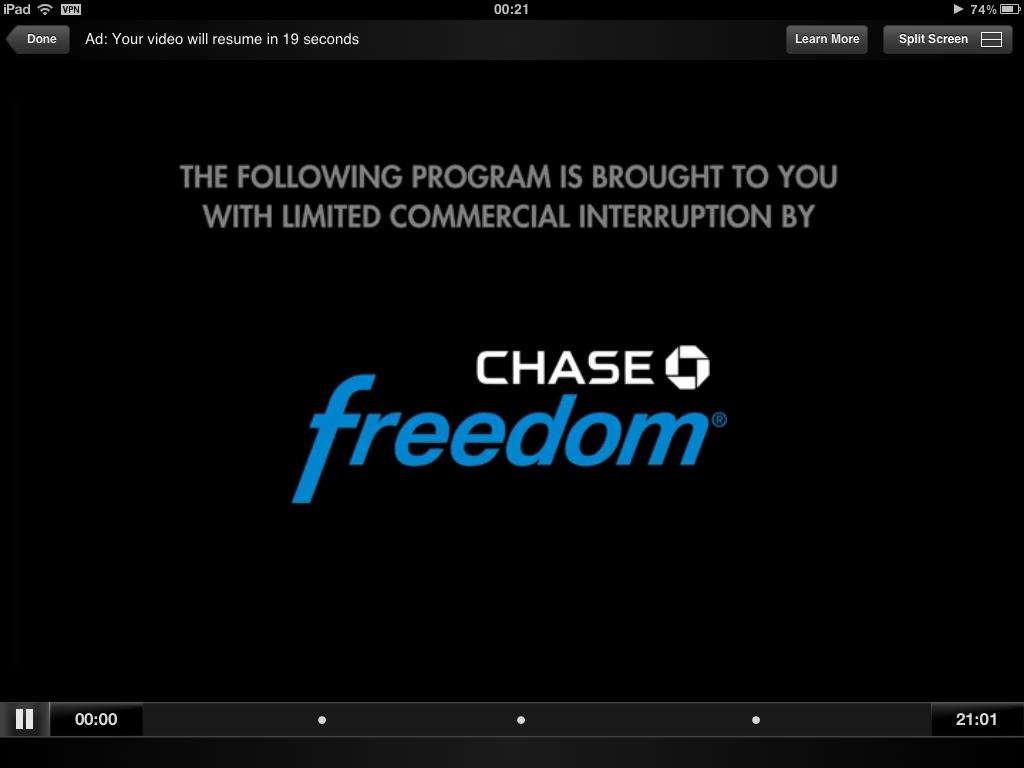 iPad VPN 00:21 74%
Done Ad: Your video will resume in 19 seconds Learn More Split Screen
THE FOLLOWING PROGRAM IS BROUGHT TO YOU
WITH LIMITED COMMERCIAL INTERRUPTION BY
CHASE
freedom®
00:00 21:01